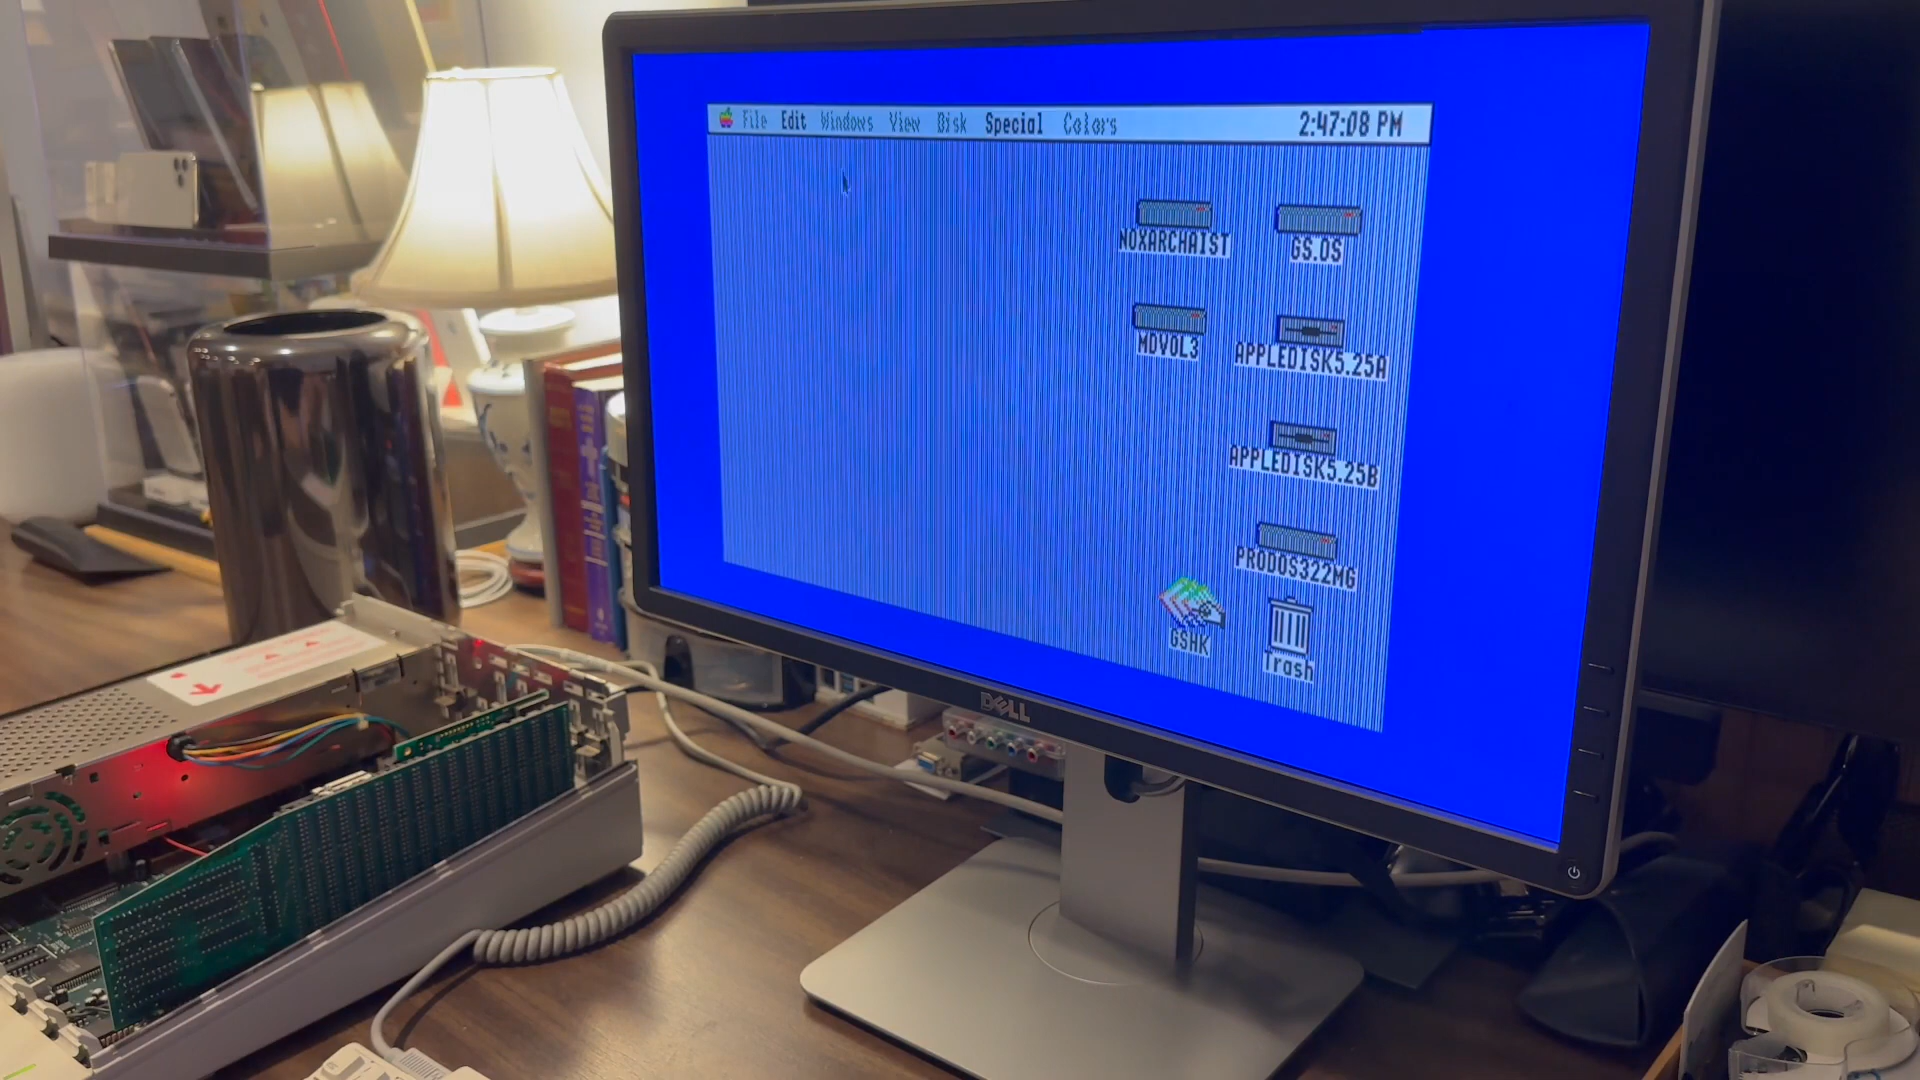 File Edit Windows View Disk Special Colors 2:47:08 PM
NOXARCHAIST
GS.OS
MDVOL3
APPLEDISK5.25A
APPLEDISK5.25B
PRODOS322MG
GSHK
Trash
DELL